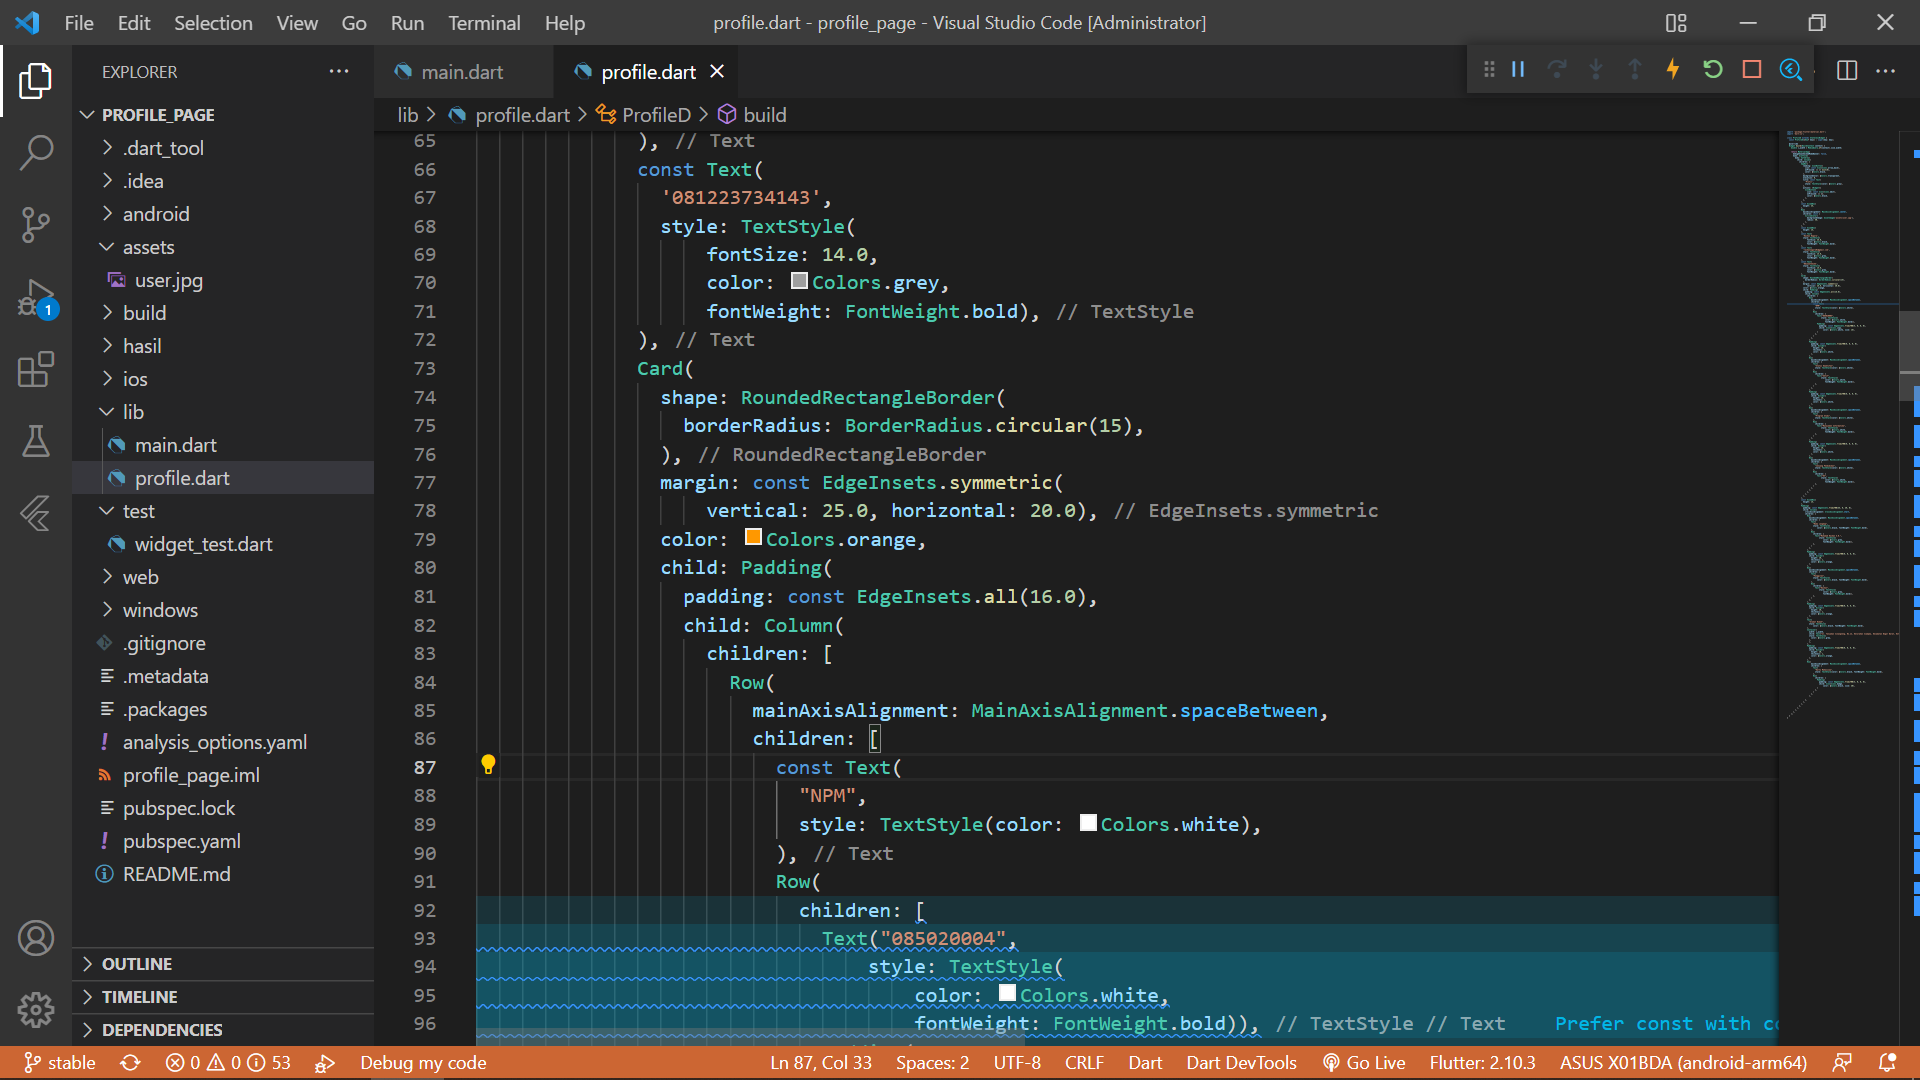 File Edit Selection View Go Run Terminal Help
profile.dart - profile_page - Visual Studio Code [Administrator]
EXPLORER
PROFILE_PAGE
.dart_tool
.idea
android
assets
user.jpg
build
hasil
ios
lib
main.dart
profile.dart
test
widget_test.dart
web
windows
.gitignore
.metadata
.packages
analysis_options.yaml
profile_page.iml
pubspec.lock
pubspec.yaml
README.md
OUTLINE
TIMELINE
DEPENDENCIES
1
main.dart profile.dart
lib > profile.dart > ProfileD > build
65 ), // Text
66 const Text(
67 '081223734143',
68 style: TextStyle(
69 fontSize: 14.0,
70 color: Colors.grey,
71 fontWeight: FontWeight.bold), // TextStyle
72 ), // Text
73 Card(
74 shape: RoundedRectangleBorder(
75 borderRadius: BorderRadius.circular(15),
76 ), // RoundedRectangleBorder
77 margin: const EdgeInsets.symmetric(
78 vertical: 25.0, horizontal: 20.0), // EdgeInsets.symmetric
79 color: Colors.orange,
80 child: Padding(
81 padding: const EdgeInsets.all(16.0),
82 child: Column(
83 children: [
84 Row(
85 mainAxisAlignment: MainAxisAlignment.spaceBetween,
86 children: [
87 const Text(
88 "NPM",
89 style: TextStyle(color: Colors.white),
90 ), // Text
91 Row(
92 children: [
93 Text("085020004",
94 style: TextStyle(
95 color: Colors.white,
96 fontWeight: FontWeight.bold)), // TextStyle // Text Prefer const with
stable 0 0 53 Debug my code Ln 87, Col 33 Spaces: 2 UTF-8 CRLF Dart Dart DevTools Go Live Flutter: 2.10.3 ASUS X01BDA (android-arm64)